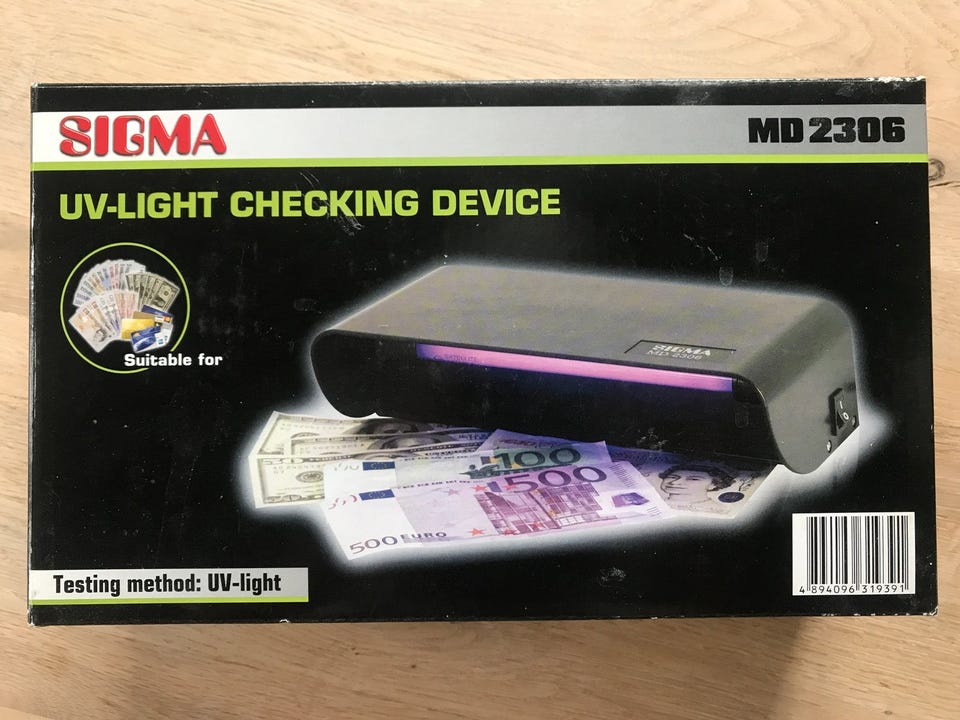 SIGMA
MD 2306
UV-LIGHT CHECKING DEVICE
Suitable for
SIGMA
MD 2306
100
500
500 EURO
Testing method: UV-light
4 894096 319391